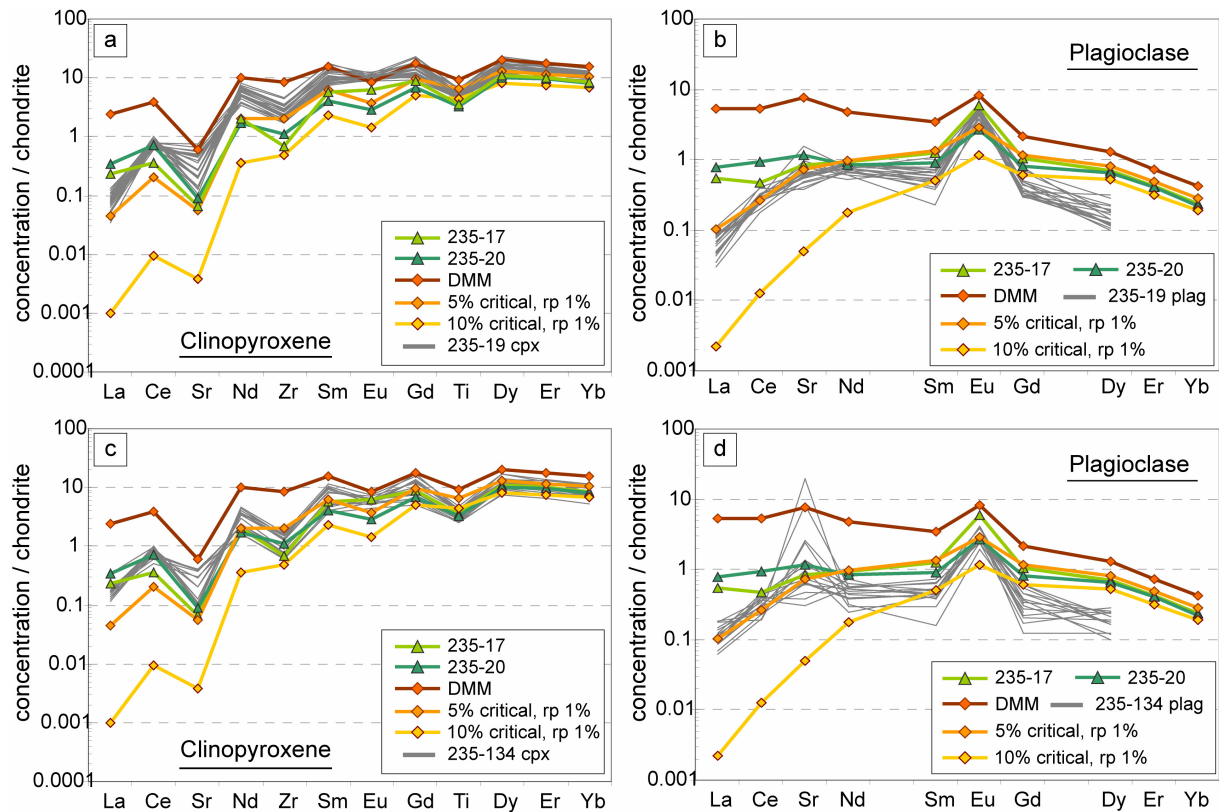 a
concentration / chondrite
100
10
1
0.1
0.01
0.001
0.0001
235-17
235-20
DMM
5% critical, rp 1%
10% critical, rp 1%
235-19 cpx
Clinopyroxene
La Ce Sr Nd Zr Sm Eu Gd Ti Dy Er Yb
b
Plagioclase
concentration / chondrite
100
10
1
0.1
0.01
0.001
235-17 235-20
DMM 235-19 plag
5% critical, rp 1%
10% critical, rp 1%
La Ce Sr Nd Sm Eu Gd Dy Er Yb
c
concentration / chondrite
100
10
1
0.1
0.01
0.001
0.0001
235-17
235-20
DMM
5% critical, rp 1%
10% critical, rp 1%
235-134 cpx
Clinopyroxene
La Ce Sr Nd Zr Sm Eu Gd Ti Dy Er Yb
d
Plagioclase
concentration / chondrite
100
10
1
0.1
0.01
0.001
235-17 235-20
DMM 235-134 plag
5% critical, rp 1%
10% critical, rp 1%
La Ce Sr Nd Sm Eu Gd Dy Er Yb